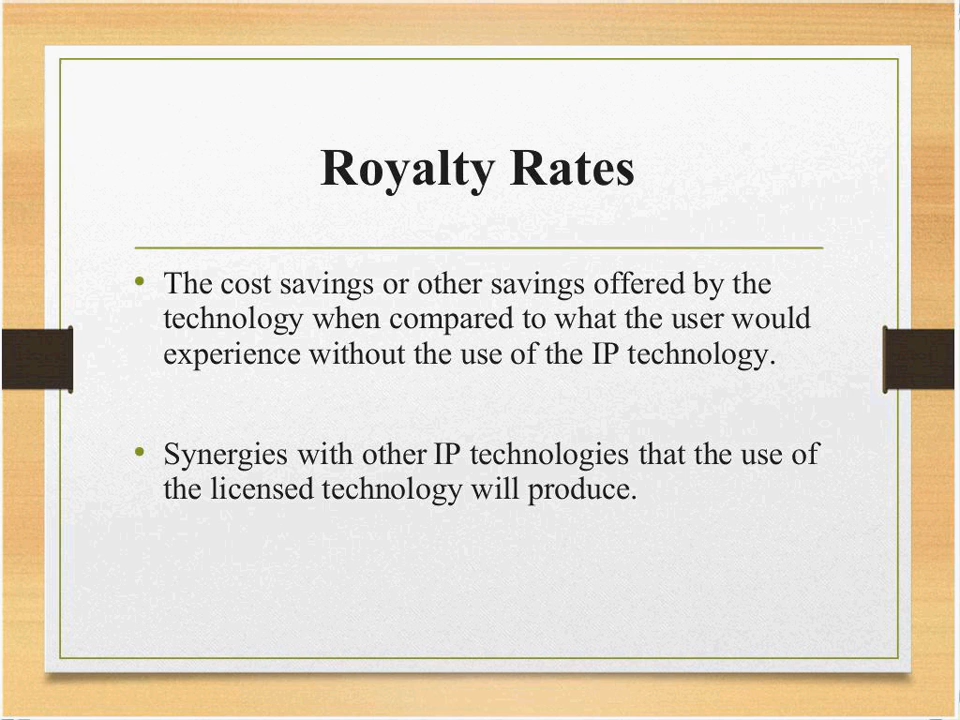 Royalty Rates
• The cost savings or other savings offered by the
technology when compared to what the user would
experience without the use of the IP technology.
• Synergies with other IP technologies that the use of
the licensed technology will produce.